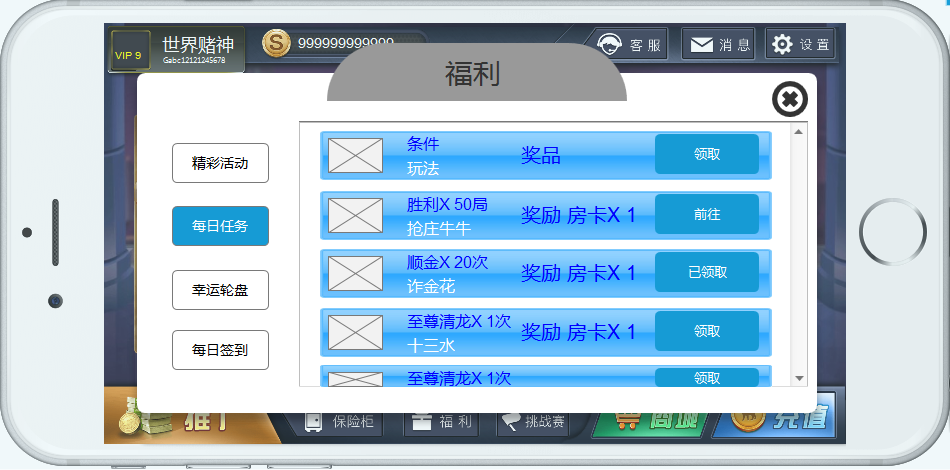 VIP 9
世界赌神
Gabc12121245678
999999999999
客服
消息
设置
福利
精彩活动
每日任务
幸运轮盘
每日签到
条件
玩法
奖品
领取
胜利X 50局
抢庄牛牛
奖励 房卡X 1
前往
顺金X 20次
诈金花
奖励 房卡X 1
已领取
至尊清龙X 1次
十三水
奖励 房卡X 1
领取
至尊清龙X 1次
领取
推广
保险柜
福利
挑战赛
商城
充值